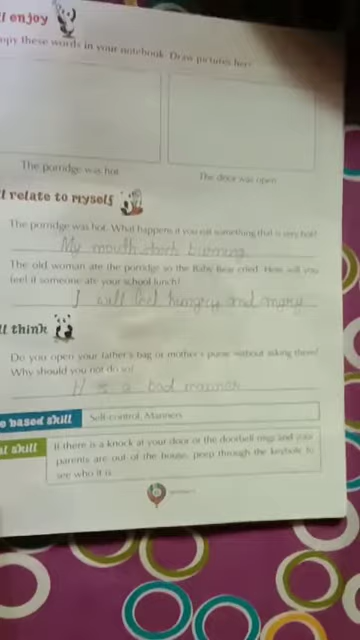 I enjoy
opy these words in your notebook. Draw pictures here.
The porridge was hot
The door was open
I relate to myself
The porridge was hot. What happens if you eat something that is very hot?
My mouth start burning
The old woman ate the porridge so the Baby Bear cried. How will you
feel if someone ate your school lunch?
I will feel hungry and angry
I think
Do you open your father's bag or mother's purse without asking them?
Why should you not do so?
It is a bad manner
e based skill Self-control, Manners
al skill If there is a knock at your door or the doorbell rings and your
parents are out of the house, peep through the keyhole to
see who it is.